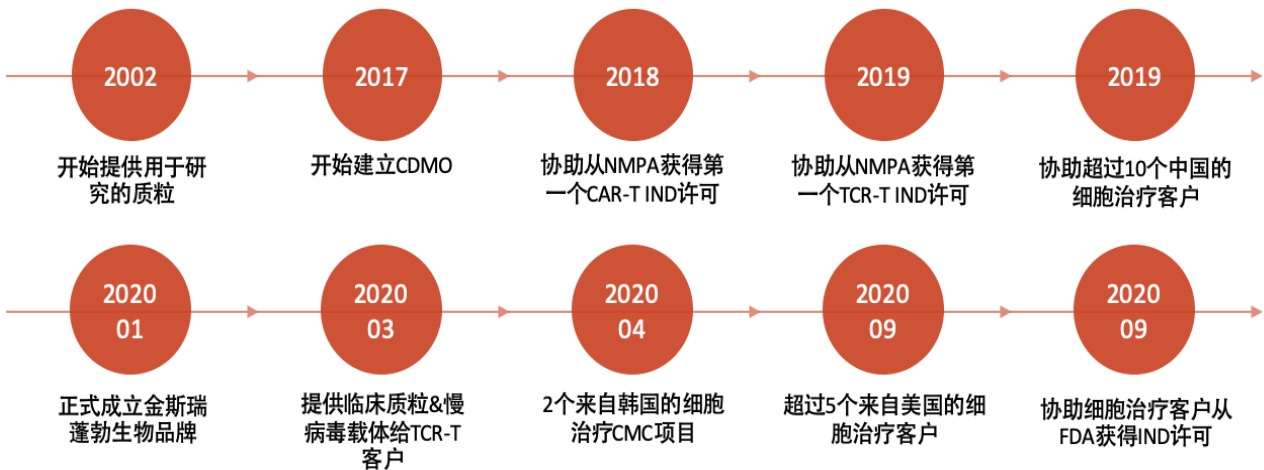 2002
开始提供用于研
究的质粒
2017
开始建立CDMO
2018
协助从NMPA获得第
一个CAR-T IND许可
2019
协助从NMPA获得第
一个TCR-T IND许可
2019
协助超过10个中国的
细胞治疗客户
2020
01
正式成立金斯瑞
蓬勃生物品牌
2020
03
提供临床质粒&慢
病毒载体给TCR-T
客户
2020
04
2个来自韩国的细胞
治疗CMC项目
2020
09
超过5个来自美国的细
胞治疗客户
2020
09
协助细胞治疗客户从
FDA获得IND许可